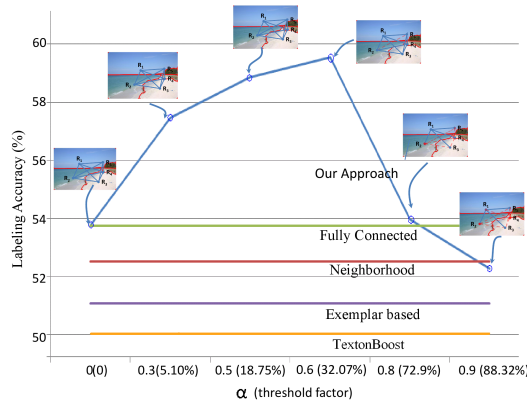 60
58
56
54
52
50
Labeling Accuracy (%)
Our Approach
Fully Connected
Neighborhood
Exemplar based
TextonBoost
0(0) 0.3(5.10%) 0.5 (18.75%) 0.6 (32.07%) 0.8 (72.9%) 0.9 (88.32%)
α (threshold factor)